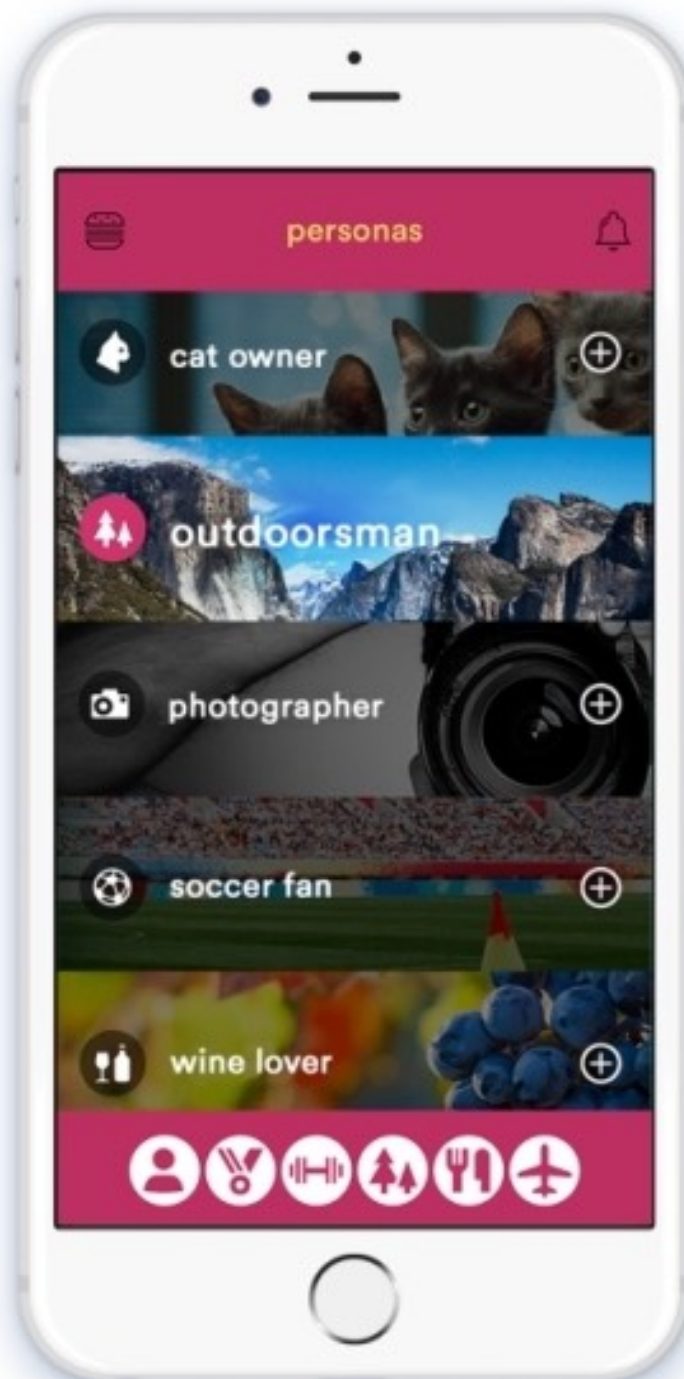 personas
cat owner
outdoorsman
photographer
soccer fan
wine lover